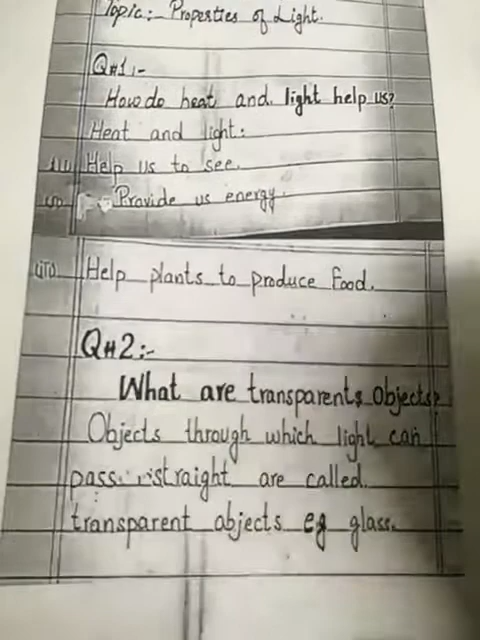 Topic:- Properties of Light.
Q#1:-
How do heat and light help us?
Heat and light:
(i) Help us to see.
(ii) Provide us energy.
(iii) Help plants to produce food.
Q#2:-
What are transparents Objects?
Objects through which light can
pass straight are called
transparent objects eg glass.